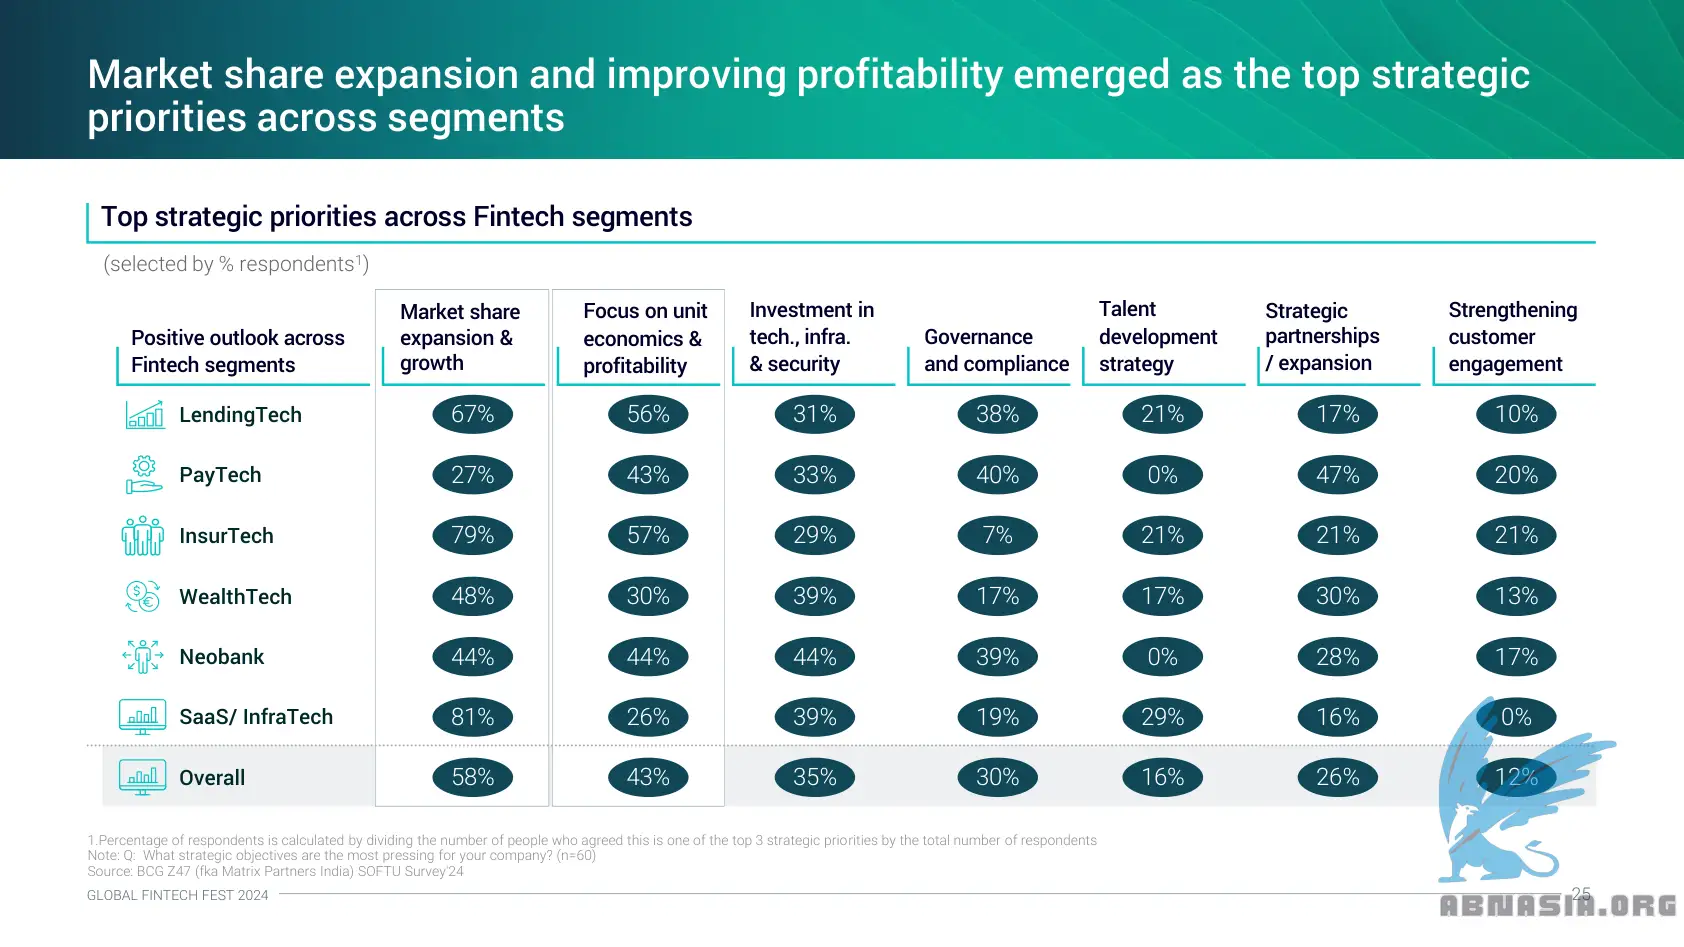 Market share expansion and improving profitability emerged as the top strategic
priorities across segments
Top strategic priorities across Fintech segments
(selected by % respondents1)
Positive outlook across
Fintech segments
Market share
expansion &
growth
Focus on unit
economics &
profitability
Investment in
tech., infra.
& security
Governance
and compliance
Talent
development
strategy
Strategic
partnerships
/ expansion
Strengthening
customer
engagement
LendingTech 67% 56% 31% 38% 21% 17% 10%
PayTech 27% 43% 33% 40% 0% 47% 20%
InsurTech 79% 57% 29% 7% 21% 21% 21%
WealthTech 48% 30% 39% 17% 17% 30% 13%
Neobank 44% 44% 44% 39% 0% 28% 17%
SaaS/ InfraTech 81% 26% 39% 19% 29% 16% 0%
Overall 58% 43% 35% 30% 16% 26% 12%
1.Percentage of respondents is calculated by dividing the number of people who agreed this is one of the top 3 strategic priorities by the total number of respondents
Note: Q: What strategic objectives are the most pressing for your company? (n=60)
Source: BCG Z47 (fka Matrix Partners India) SOFTU Survey'24
GLOBAL FINTECH FEST 2024
25
ABNASIA.ORG